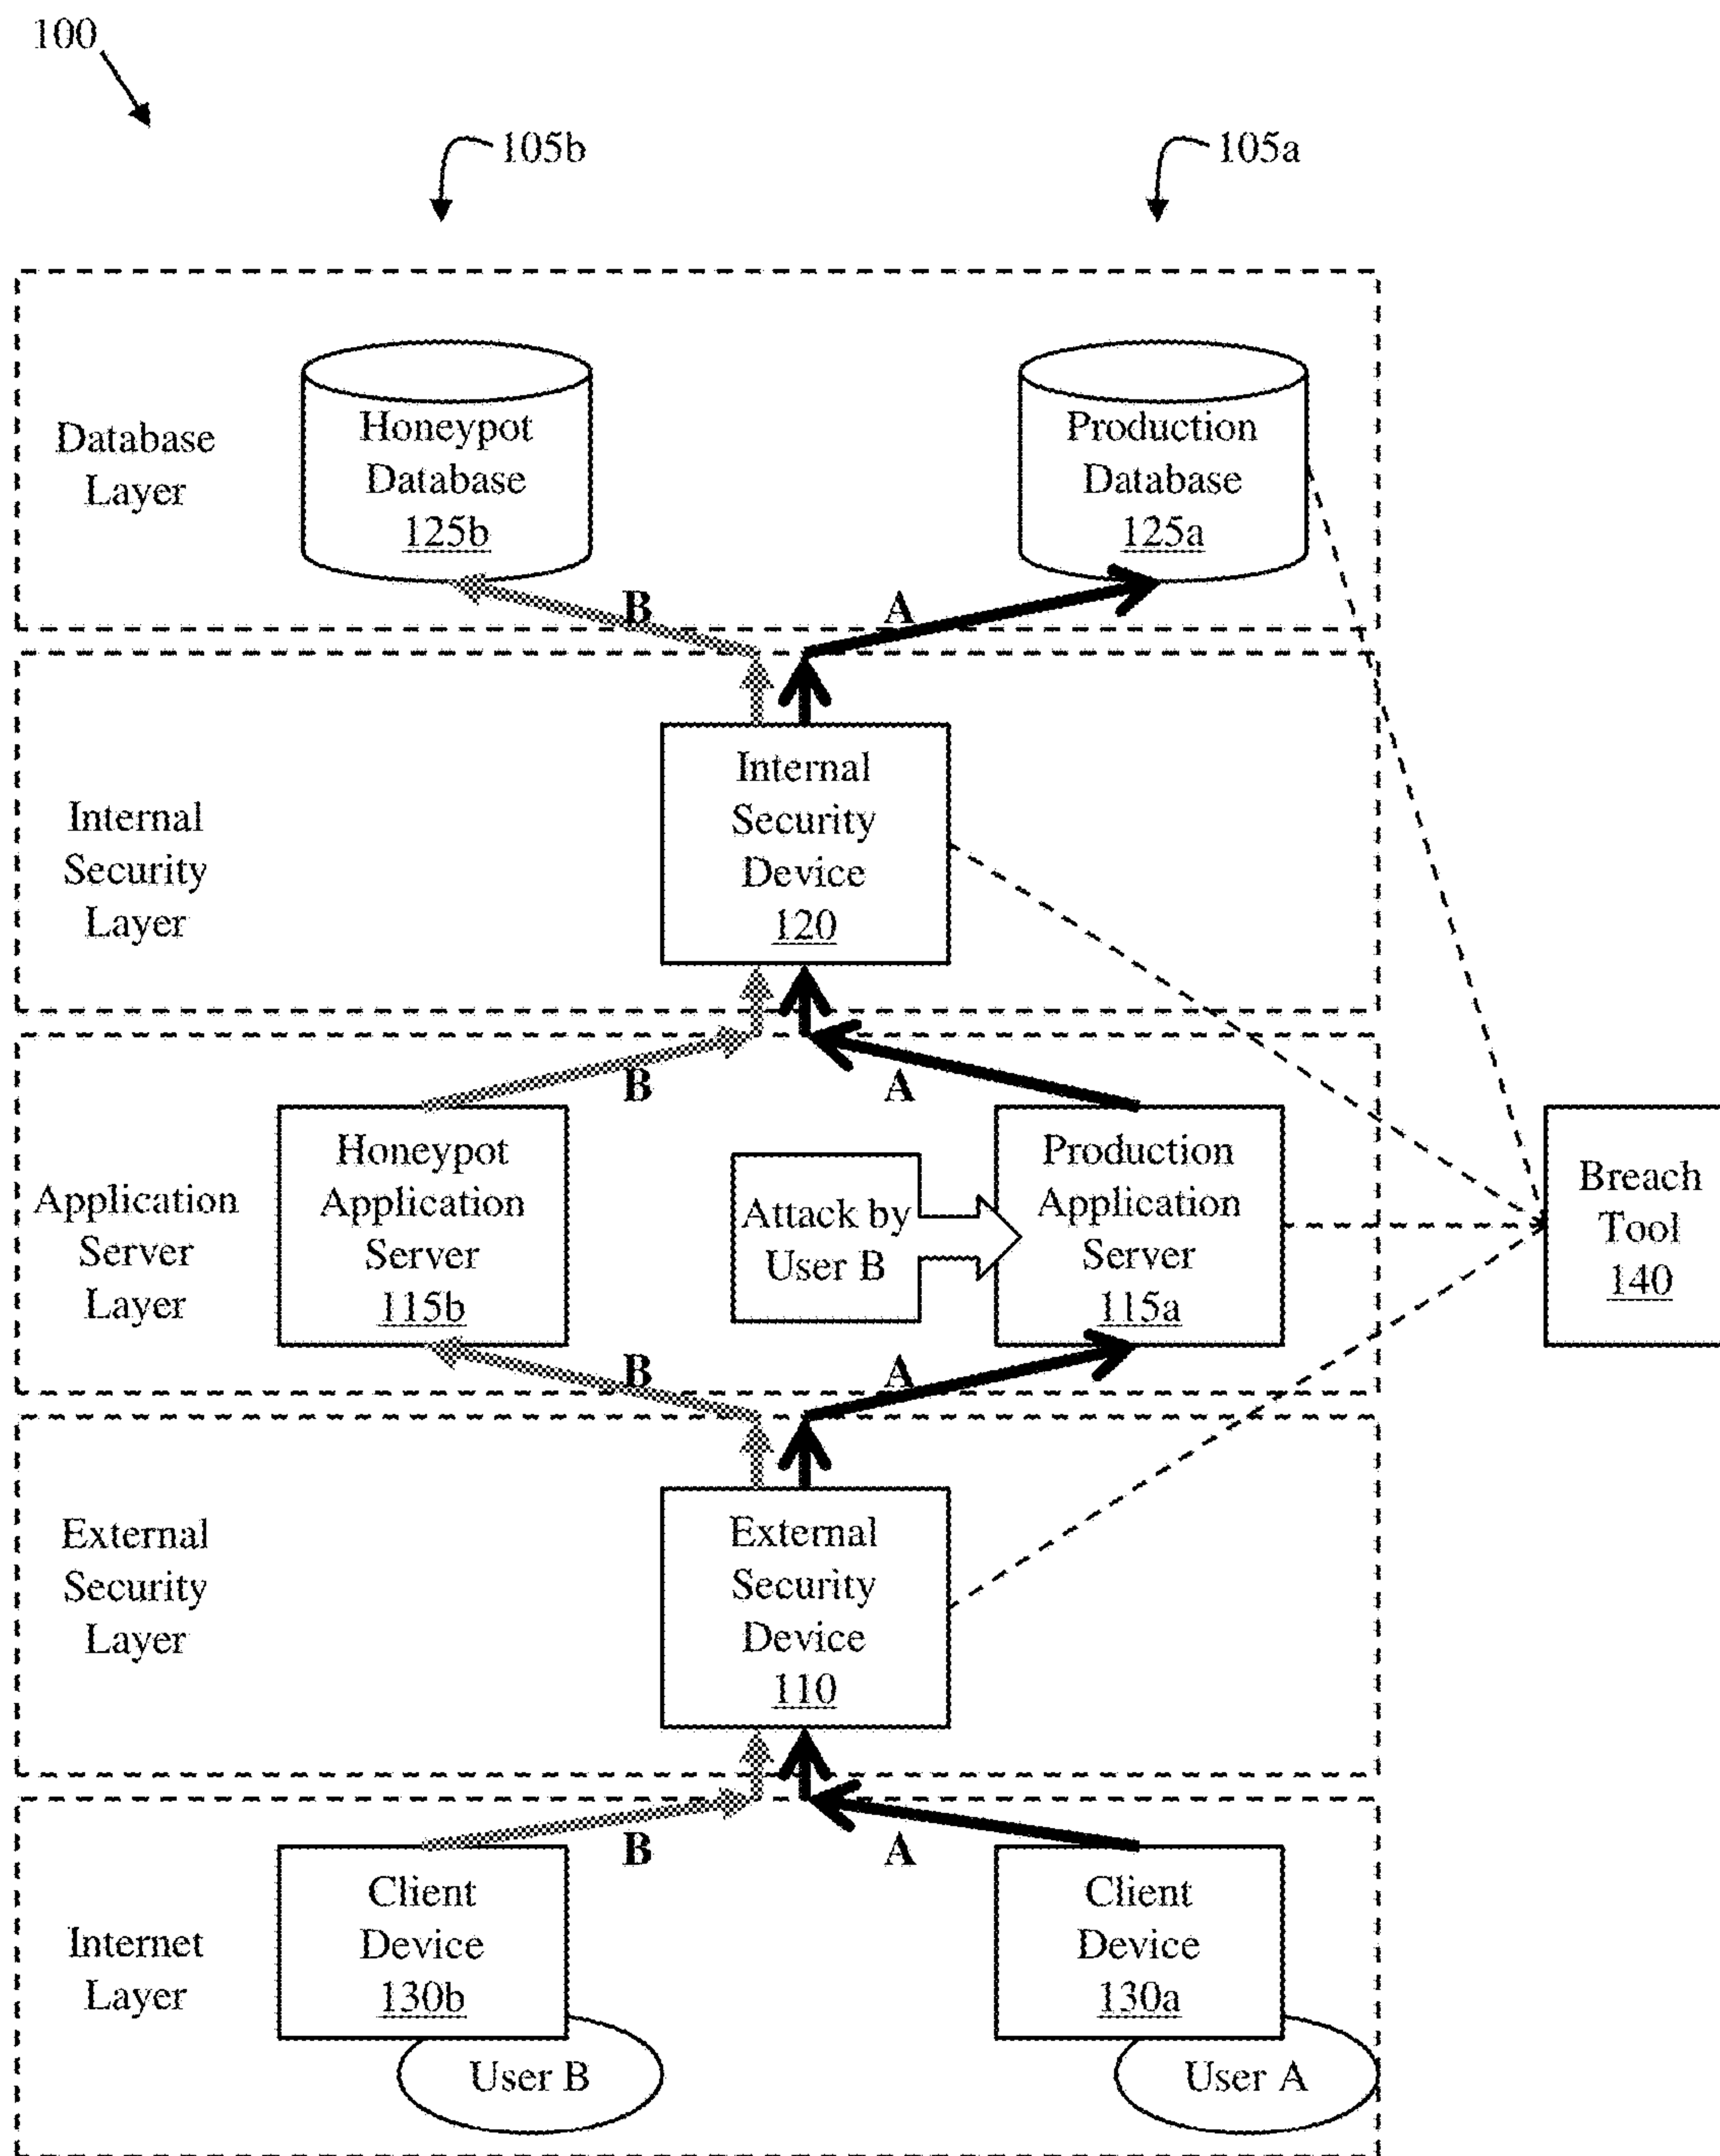 100
105b
105a
Database
Layer
Honeypot
Database
125b
Production
Database
125a
B
A
Internal
Security
Layer
Internal
Security
Device
120
B
A
Application
Server
Layer
Honeypot
Application
Server
115b
Attack by
User B
Production
Application
Server
115a
Breach
Tool
140
B
A
External
Security
Layer
External
Security
Device
110
B
A
Internet
Layer
Client
Device
130b
User B
Client
Device
130a
User A